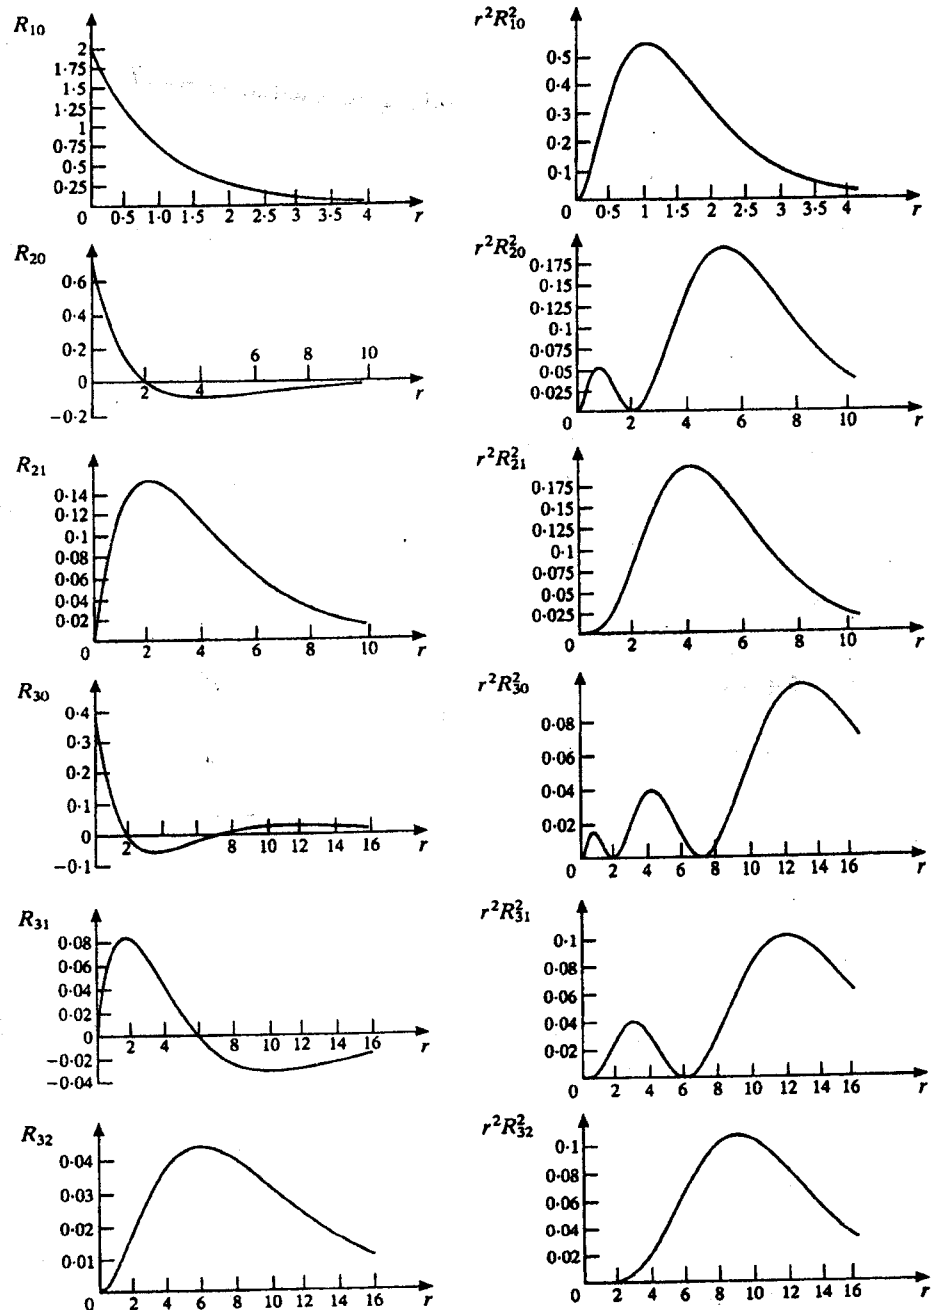 R₁₀
2
1·75
1·5
1·25
1
0·75
0·5
0·25
0 0·5 1·0 1·5 2 2·5 3 3·5 4 r
r²R²₁₀
0·5
0·4
0·3
0·2
0·1
0 0·5 1 1·5 2 2·5 3 3·5 4 r
R₂₀
0·6
0·4
0·2
0
−0·2
6 8 10
2 4 r
r²R²₂₀
0·175
0·15
0·125
0·1
0·075
0·05
0·025
0 2 4 6 8 10 r
R₂₁
0·14
0·12
0·1
0·08
0·06
0·04
0·02
0 2 4 6 8 10 r
r²R²₂₁
0·175
0·15
0·125
0·1
0·075
0·05
0·025
0 2 4 6 8 10 r
R₃₀
0·4
0·3
0·2
0·1
0
−0·1
2 8 10 12 14 16 r
r²R²₃₀
0·08
0·06
0·04
0·02
0 2 4 6 8 10 12 14 16 r
R₃₁
0·08
0·06
0·04
0·02
0
−0·02
−0·04
2 4 6 8 10 12 14 16 r
r²R²₃₁
0·1
0·08
0·06
0·04
0·02
0 2 4 6 8 10 12 14 16 r
R₃₂
0·04
0·03
0·02
0·01
0 2 4 6 8 10 12 14 16 r
r²R²₃₂
0·1
0·08
0·06
0·04
0·02
0 2 4 6 8 10 12 14 16 r